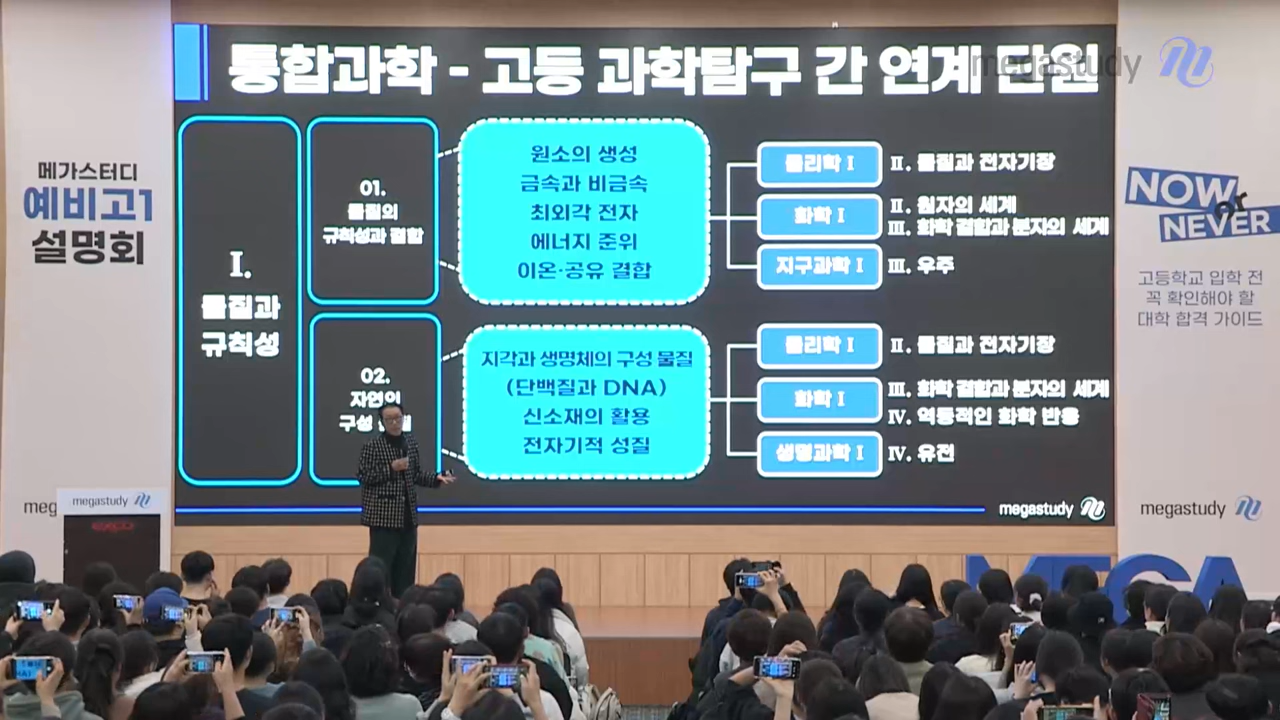 통합과학 - 고등 과학탐구 간 연계 단원
megastudy
메가스터디
예비고1
설명회
I.
물질과
규칙성
01.
물질의
규칙성과 결합
원소의 생성
금속과 비금속
최외각 전자
에너지 준위
이온·공유 결합
물리학 I
II. 물질과 전자기장
화학 I
II. 원자의 세계
III. 화학 결합과 분자의 세계
지구과학 I
III. 우주
02.
자연의
구성
지각과 생명체의 구성 물질
(단백질과 DNA)
신소재의 활용
전자기적 성질
물리학 I
II. 물질과 전자기장
화학 I
III. 화학 결합과 분자의 세계
IV. 역동적인 화학 반응
생명과학 I
IV. 유전
megastudy
NOW
or
NEVER
고등학교 입학 전
꼭 확인해야 할
대학 합격 가이드
megastudy
meg
megastudy
MEGA